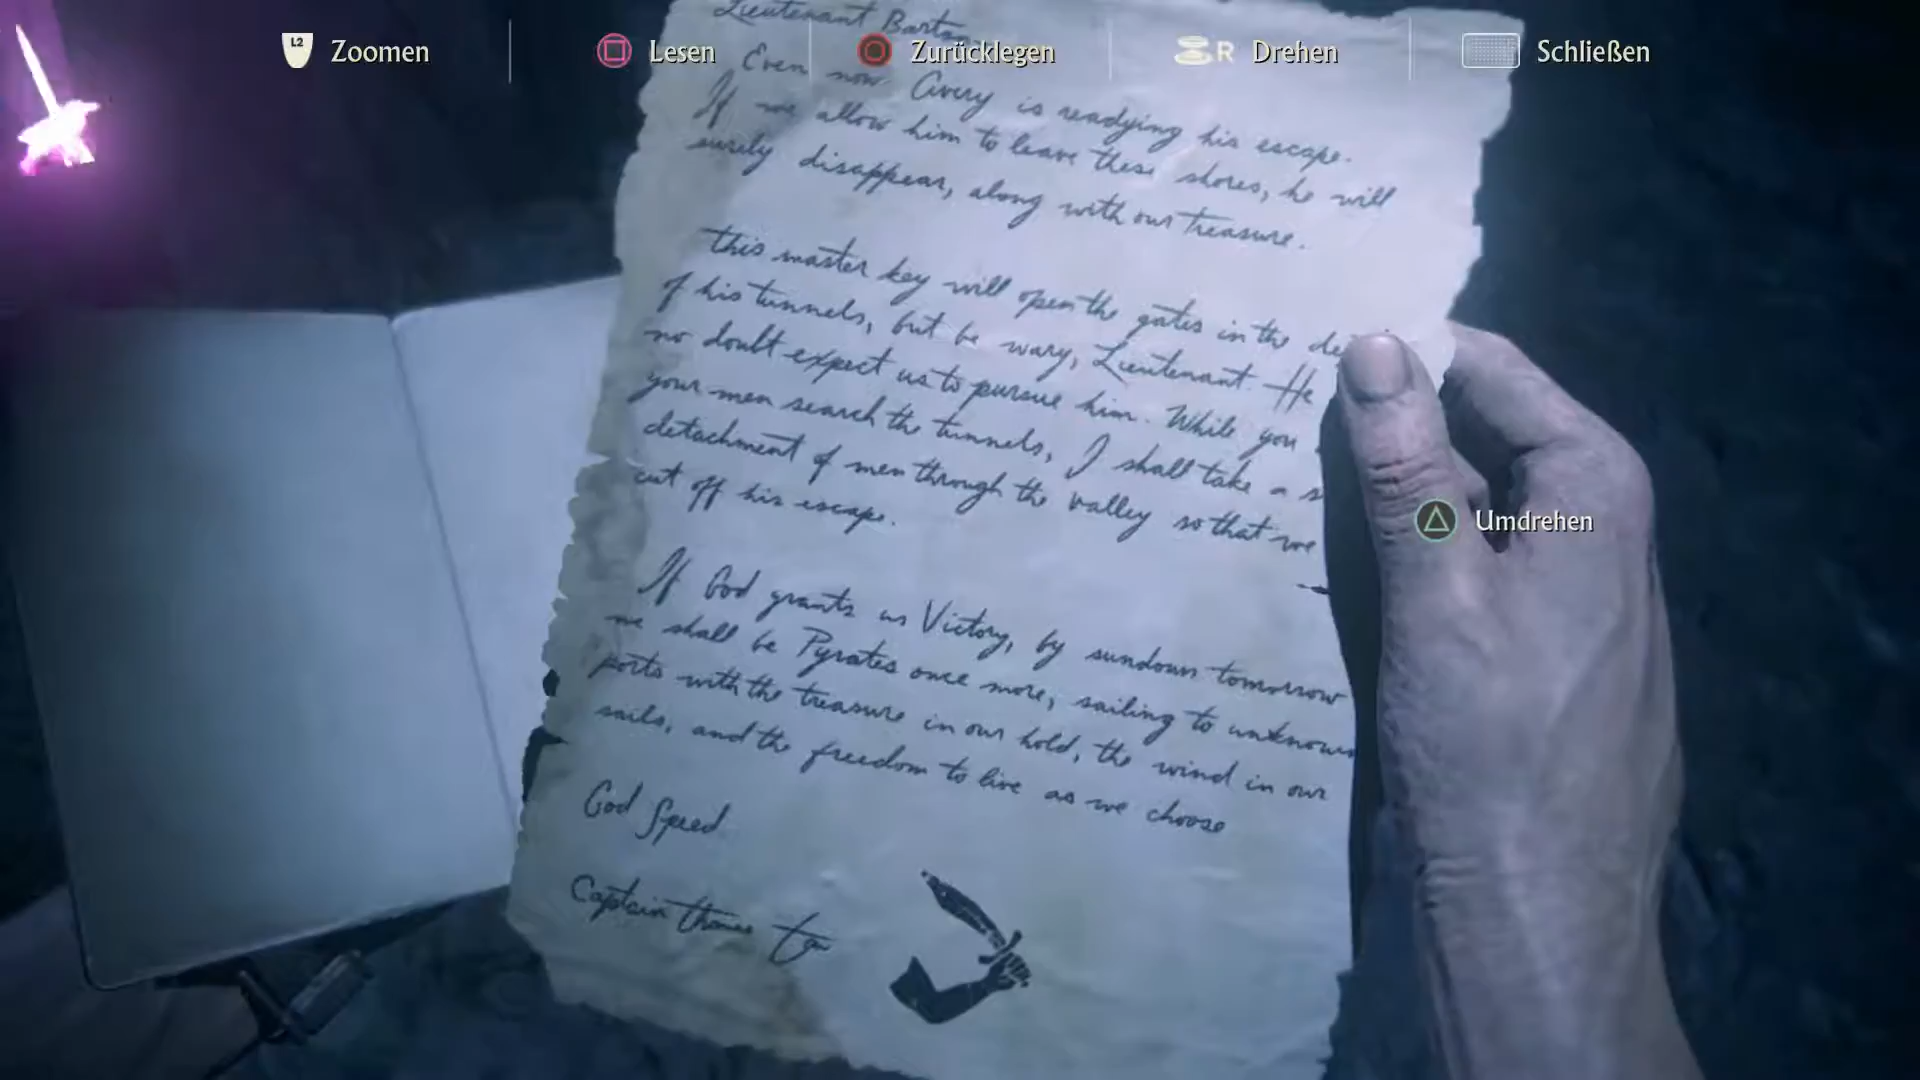 Zoomen
Lesen
Zurücklegen
R Drehen
Schließen
L2
Lieutenant
Even now Avery is readying his escape.
If we allow him to leave these shores, he will
surely disappear, along with our treasure.
This master key will open the gates in the
of his tunnels, but be wary, Lieutenant. He
no doubt expect us to pursue him. While you
your men search the tunnels, I shall take a
detachment of men through the valley so that we
cut off his escape.
If God grants us Victory, by sundown tomorrow
we shall be Pyrates once more, sailing to unknown
ports with the treasure in our hold, the wind in our
sails, and the freedom to live as we choose
God Speed
Captain Thomas Tew
Umdrehen